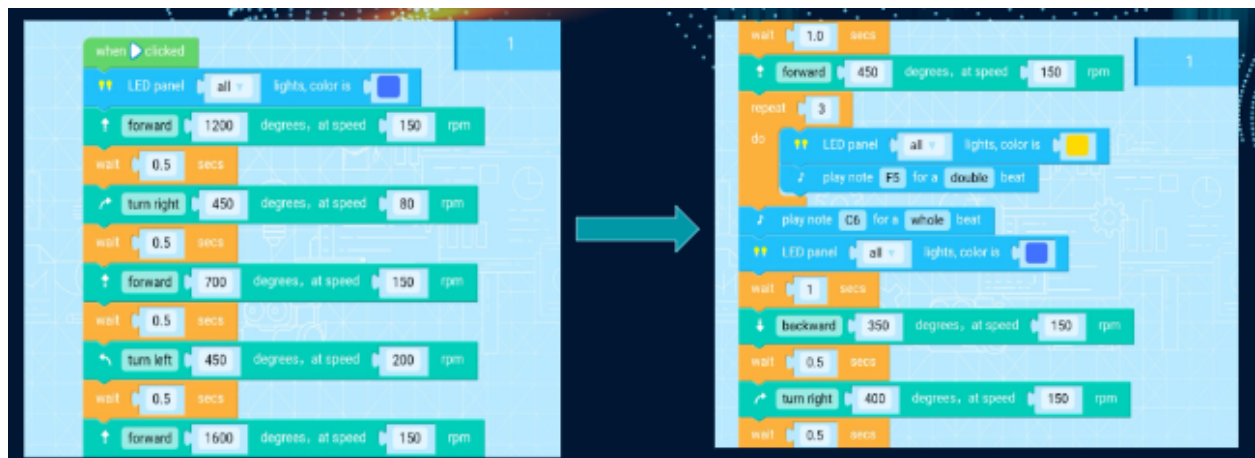 1
when clicked
LED panel all lights, color is
forward 1200 degrees, at speed 150 rpm
wait 0.5 secs
turn right 450 degrees, at speed 80 rpm
wait 0.5 secs
forward 700 degrees, at speed 150 rpm
wait 0.5 secs
turn left 450 degrees, at speed 200 rpm
wait 0.5 secs
forward 1600 degrees, at speed 150 rpm
wait 1.0 secs
1
forward 450 degrees, at speed 150 rpm
repeat 3
do LED panel all lights, color is
play note F5 for a double beat
play note C6 for a whole beat
LED panel all lights, color is
wait 1 secs
backward 350 degrees, at speed 150 rpm
wait 0.5 secs
turn right 400 degrees, at speed 150 rpm
wait 0.5 secs